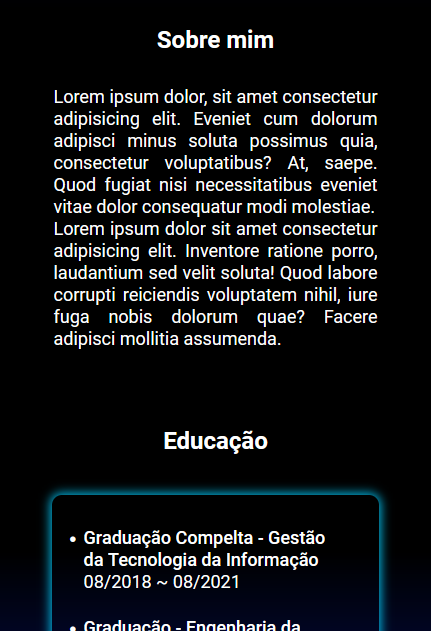 Sobre mim
Lorem ipsum dolor, sit amet consectetur
adipisicing elit. Eveniet cum dolorum
adipisci minus soluta possimus quia,
consectetur voluptatibus? At, saepe.
Quod fugiat nisi necessitatibus eveniet
vitae dolor consequatur modi molestiae.
Lorem ipsum dolor sit amet consectetur
adipisicing elit. Inventore ratione porro,
laudantium sed velit soluta! Quod labore
corrupti reiciendis voluptatem nihil, iure
fuga nobis dolorum quae? Facere
adipisci mollitia assumenda.
Educação
• Graduação Compelta - Gestão
da Tecnologia da Informação
08/2018 ~ 08/2021
• Graduação - Engenharia da